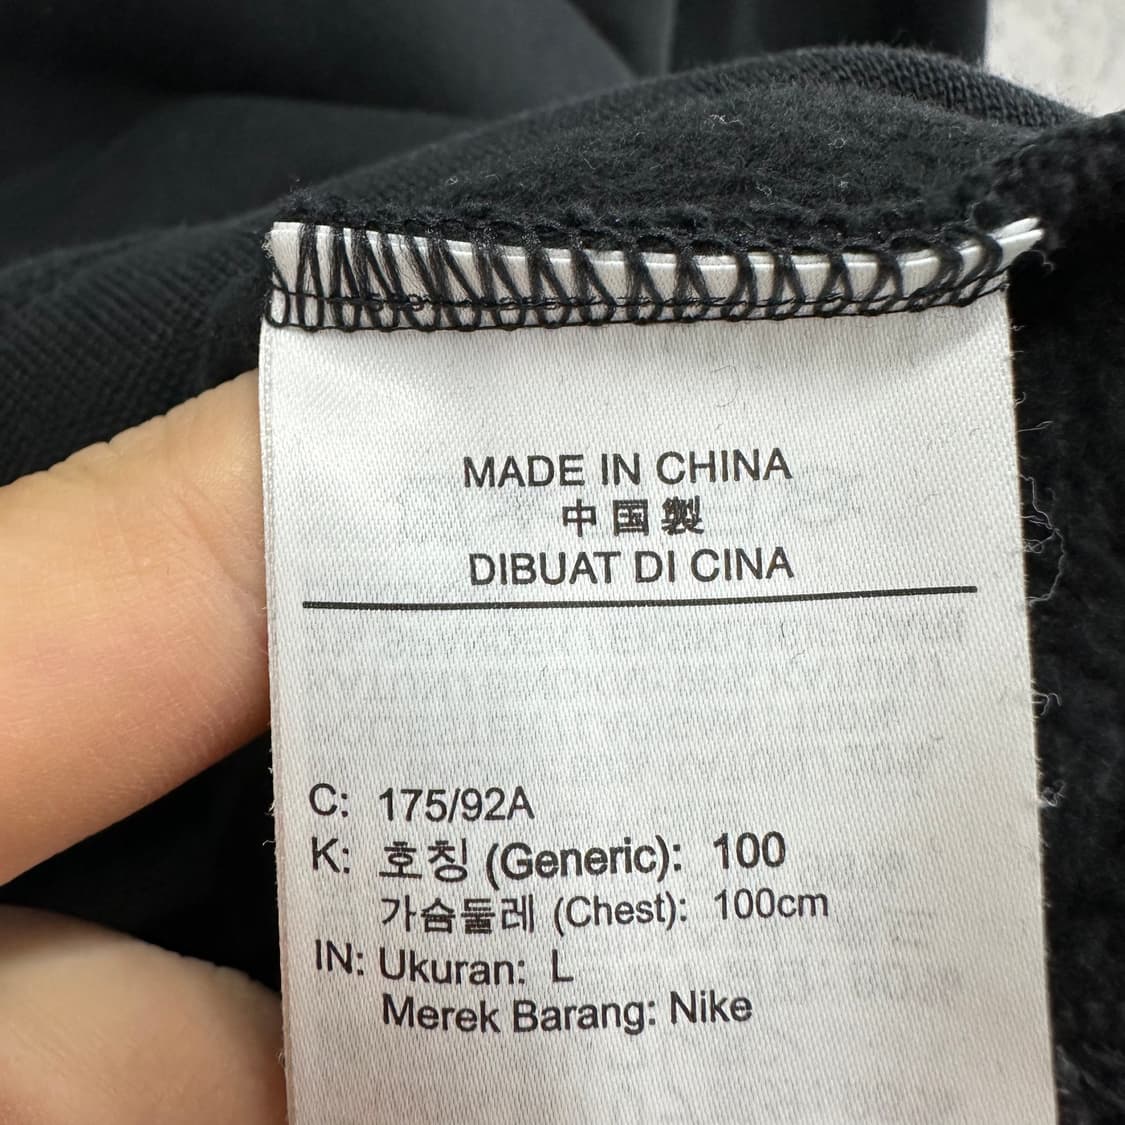 MADE IN CHINA
中国製
DIBUAT DI CINA
C: 175/92A
K: 호칭 (Generic): 100
가슴둘레 (Chest): 100cm
IN: Ukuran: L
Merek Barang: Nike